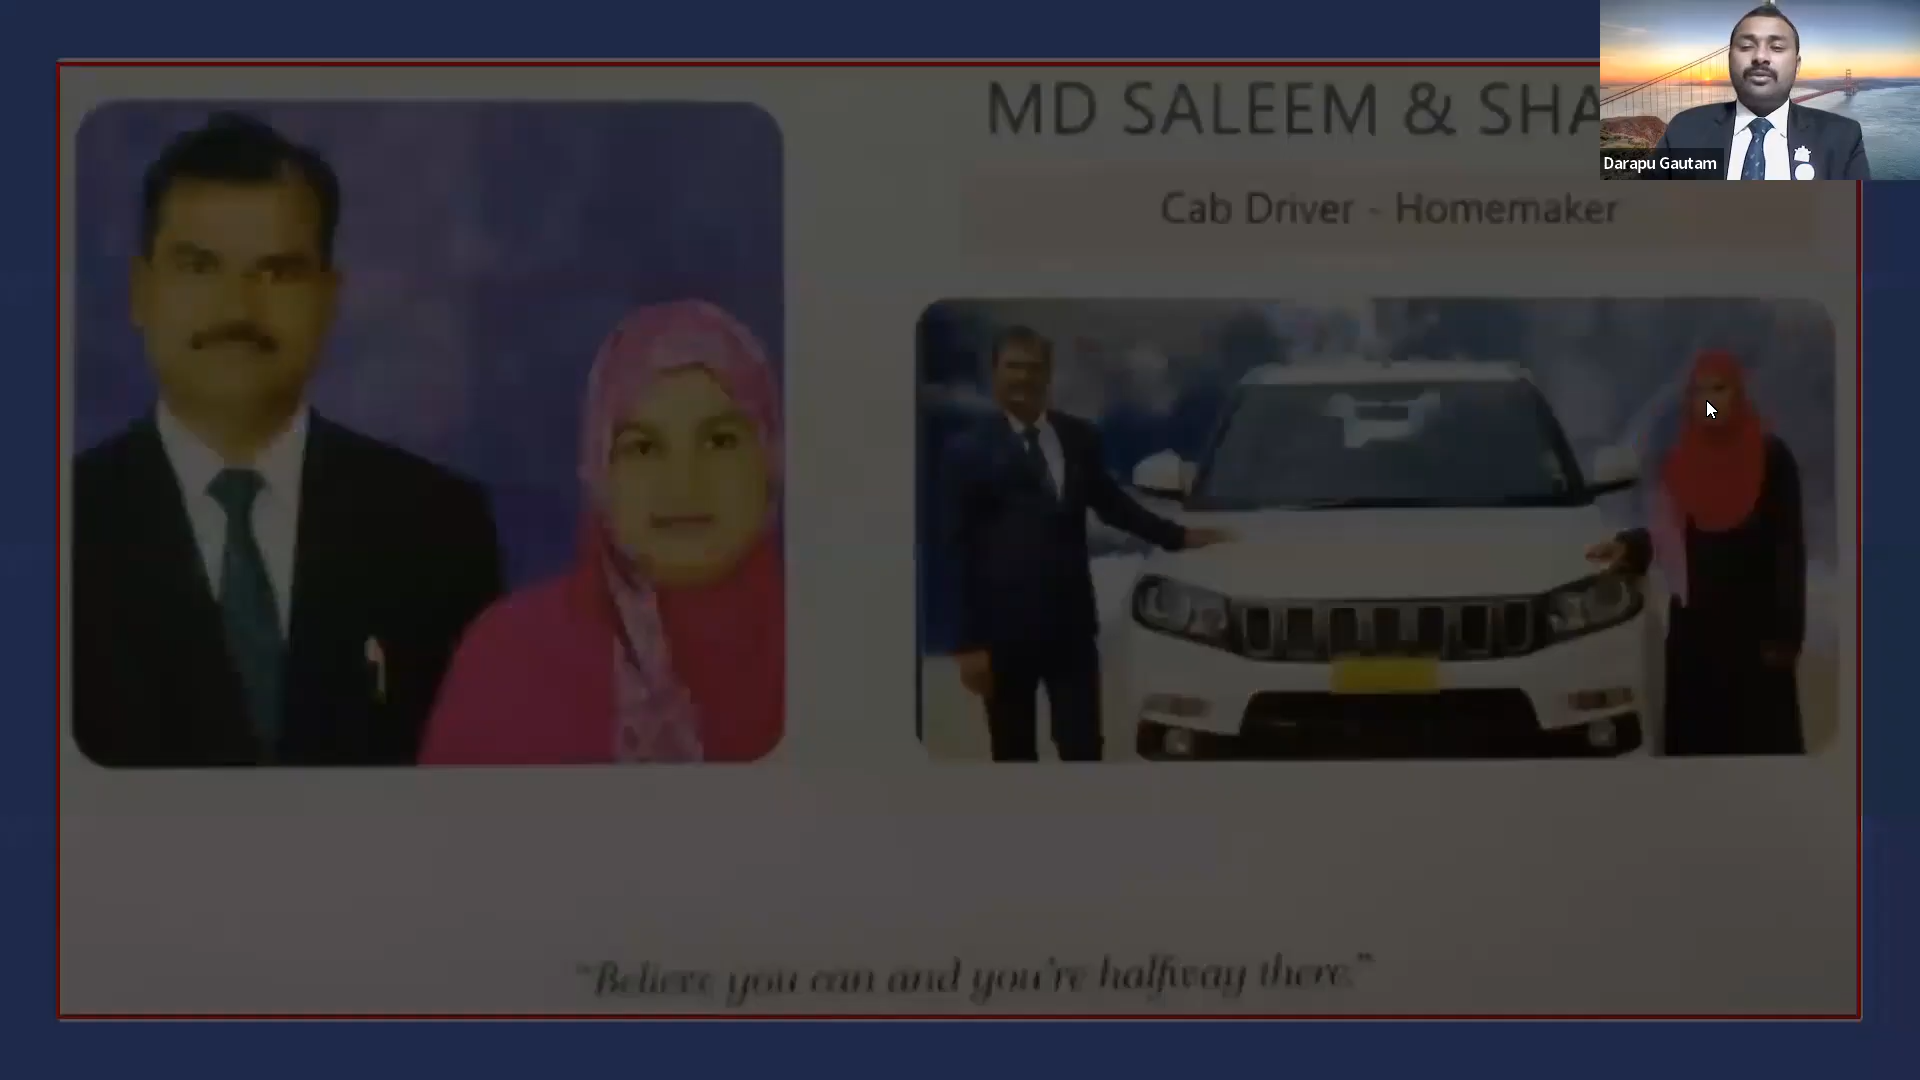 MD SALEEM & SHA
Darapu Gautam
Cab Driver - Homemaker
"Believe you can and you're halfway there."